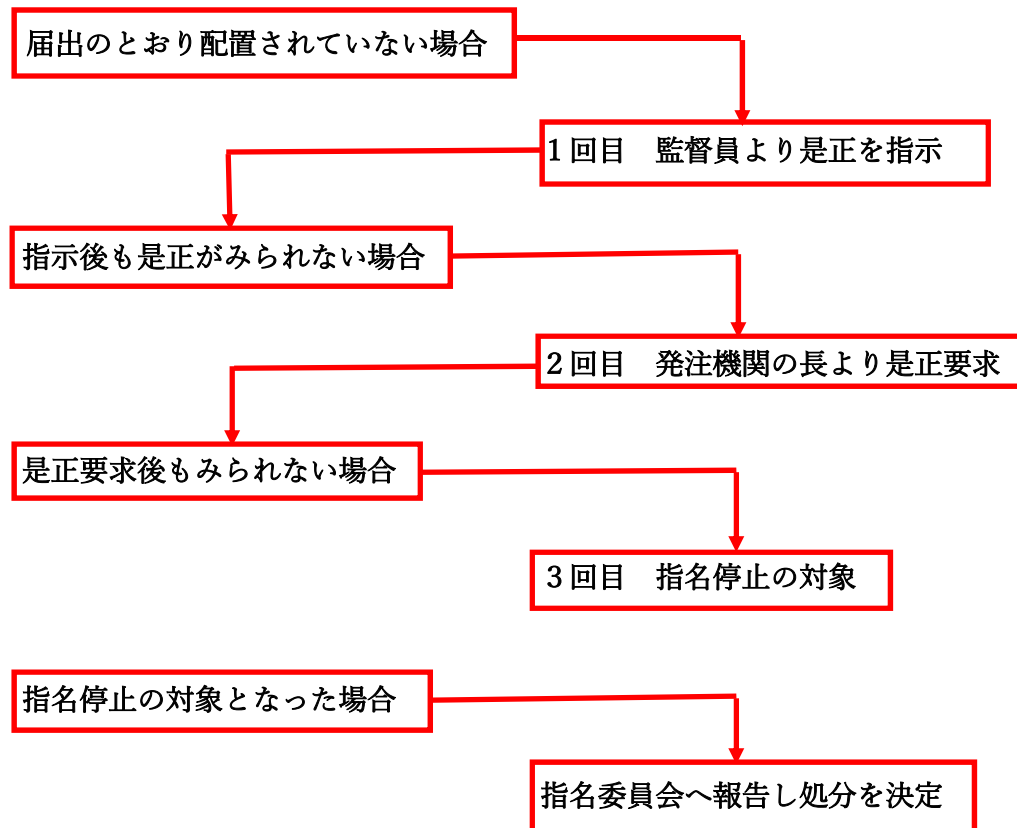 届出のとおり配置されていない場合
1回目　監督員より是正を指示
指示後も是正がみられない場合
2回目　発注機関の長より是正要求
是正要求後もみられない場合
3回目　指名停止の対象
指名停止の対象となった場合
指名委員会へ報告し処分を決定